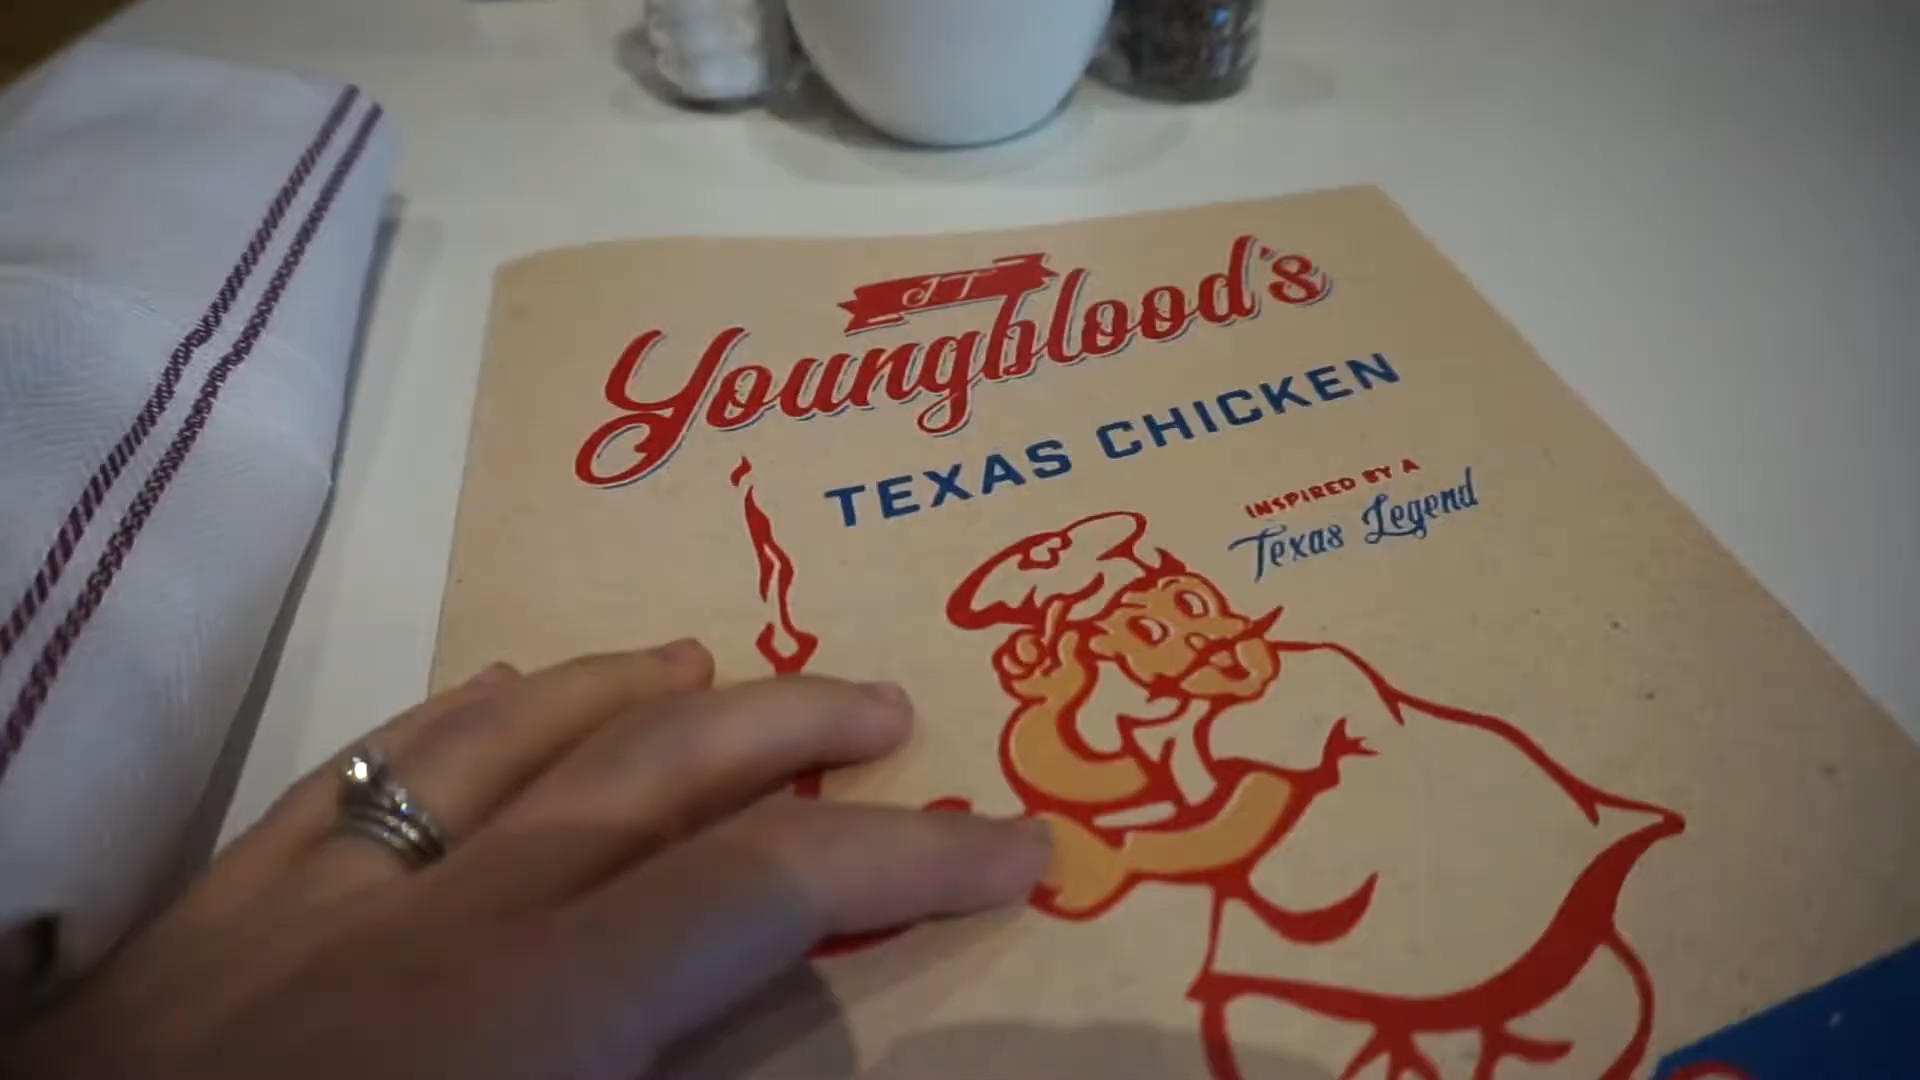 JT
Youngblood's
TEXAS CHICKEN
INSPIRED BY A
Texas Legend